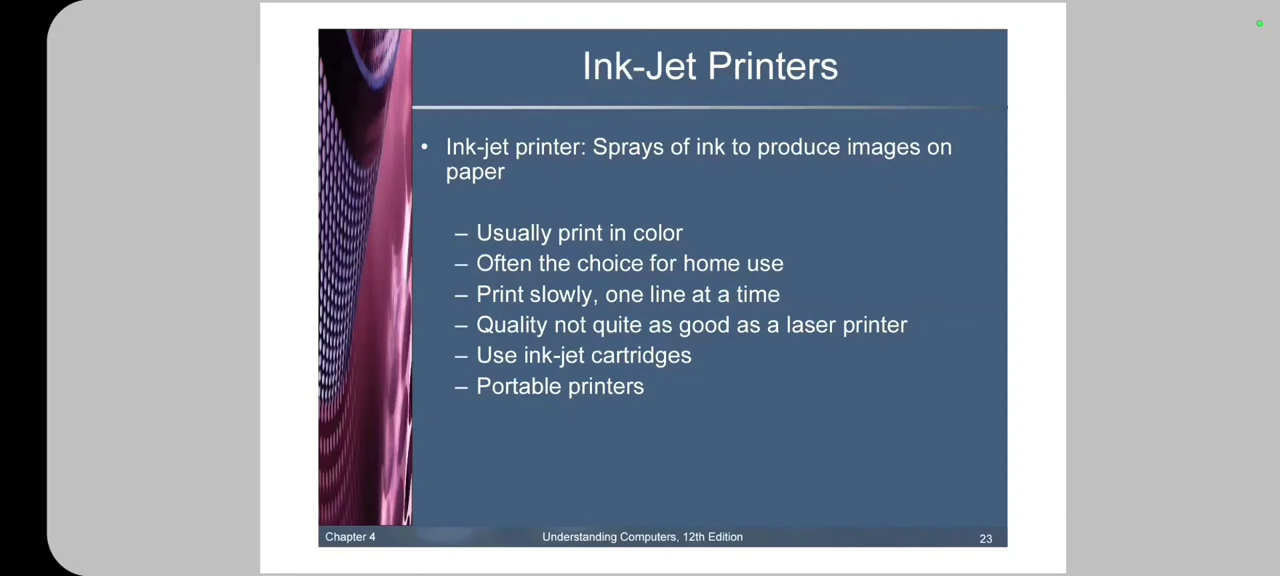 Ink-Jet Printers
• Ink-jet printer: Sprays of ink to produce images on
paper
– Usually print in color
– Often the choice for home use
– Print slowly, one line at a time
– Quality not quite as good as a laser printer
– Use ink-jet cartridges
– Portable printers
Chapter 4
Understanding Computers, 12th Edition
23